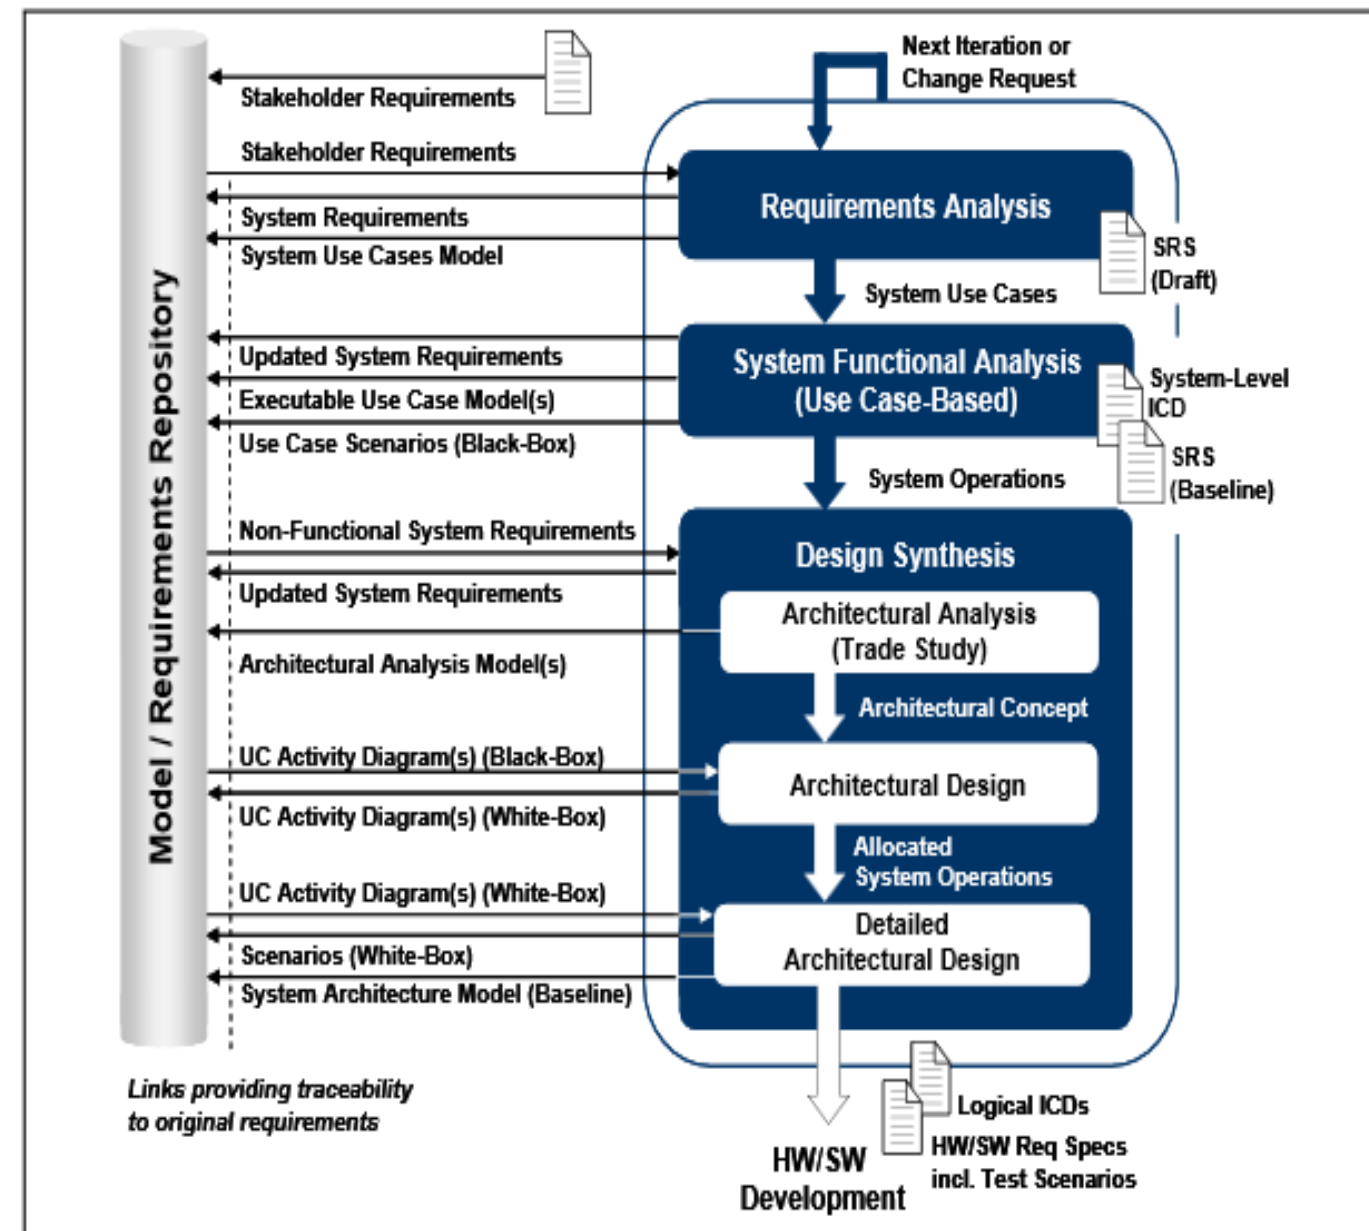 Next Iteration or
Change Request
Stakeholder Requirements
Stakeholder Requirements
Requirements Analysis
System Requirements
System Use Cases Model
SRS
(Draft)
System Use Cases
Model / Requirements Repository
Updated System Requirements
Executable Use Case Model(s)
Use Case Scenarios (Black-Box)
System Functional Analysis
(Use Case-Based)
System-Level
ICD
SRS
(Baseline)
System Operations
Non-Functional System Requirements
Updated System Requirements
Architectural Analysis Model(s)
Design Synthesis
Architectural Analysis
(Trade Study)
Architectural Concept
UC Activity Diagram(s) (Black-Box)
UC Activity Diagram(s) (White-Box)
Architectural Design
Allocated
System Operations
UC Activity Diagram(s) (White-Box)
Scenarios (White-Box)
System Architecture Model (Baseline)
Detailed
Architectural Design
Links providing traceability
to original requirements
Logical ICDs
HW/SW Req Specs
incl. Test Scenarios
HW/SW
Development